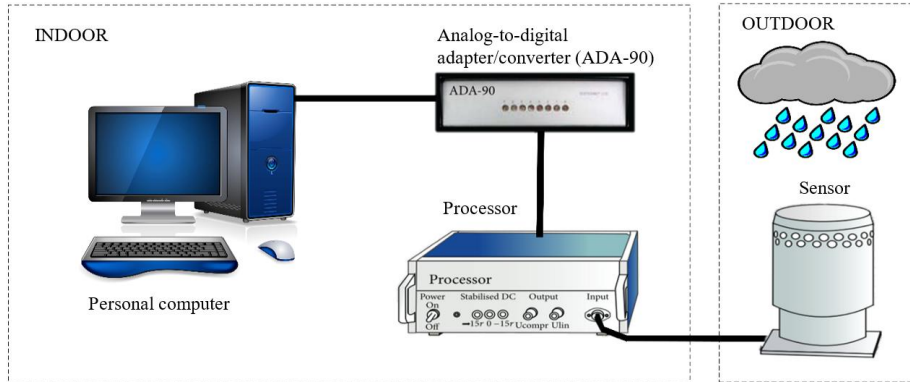 INDOOR
Analog-to-digital
adapter/converter (ADA-90)
ADA-90
OUTDOOR
Sensor
Processor
Processor
Power
Stabilised DC
Output
Input
On
Off
−15r 0 −15r
Ucompr Ulin
Personal computer